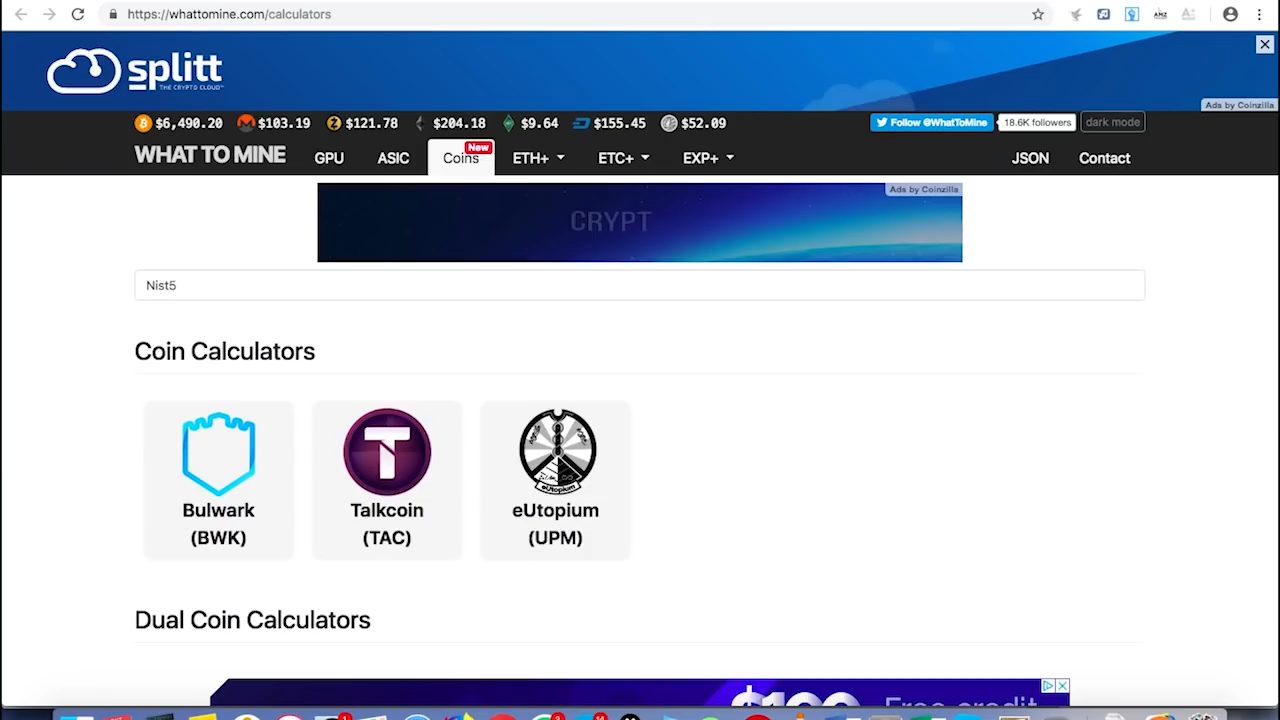 https://whattomine.com/calculators
splitt
THE CRYPTO CLOUD™
Ads by Coinzilla
$6,490.20 $103.19 $121.78 $204.18 $9.64 $155.45 $52.09 Follow @WhatToMine 18.6K followers dark mode
WHAT TO MINE GPU ASIC Coins New ETH+ ETC+ EXP+ JSON Contact
Ads by Coinzilla
CRYPT
Nist5
Coin Calculators
Bulwark Talkcoin eUtopium
(BWK) (TAC) (UPM)
Dual Coin Calculators
$100 Free credit